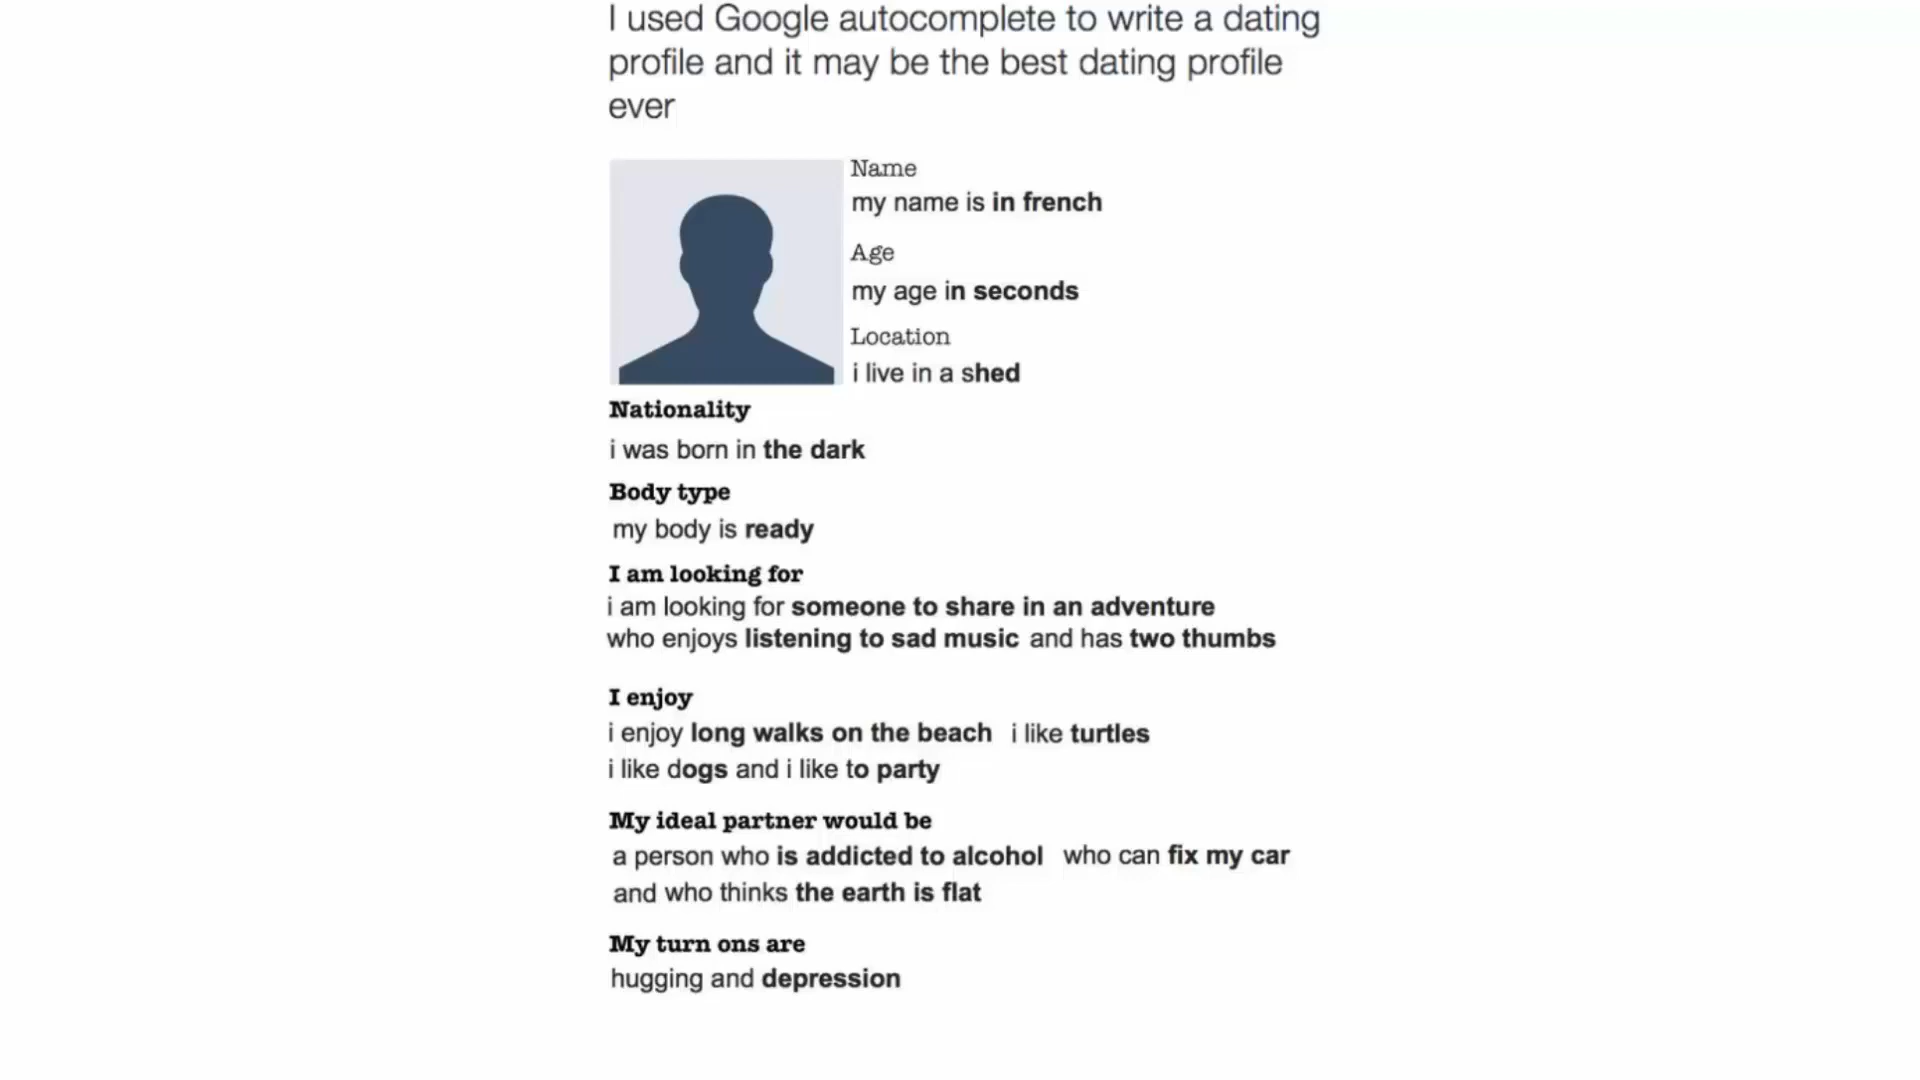 I used Google autocomplete to write a dating
profile and it may be the best dating profile
ever
Name
my name is in french
Age
my age in seconds
Location
i live in a shed
Nationality
i was born in the dark
Body type
my body is ready
I am looking for
i am looking for someone to share in an adventure
who enjoys listening to sad music and has two thumbs
I enjoy
i enjoy long walks on the beach i like turtles
i like dogs and i like to party
My ideal partner would be
a person who is addicted to alcohol who can fix my car
and who thinks the earth is flat
My turn ons are
hugging and depression